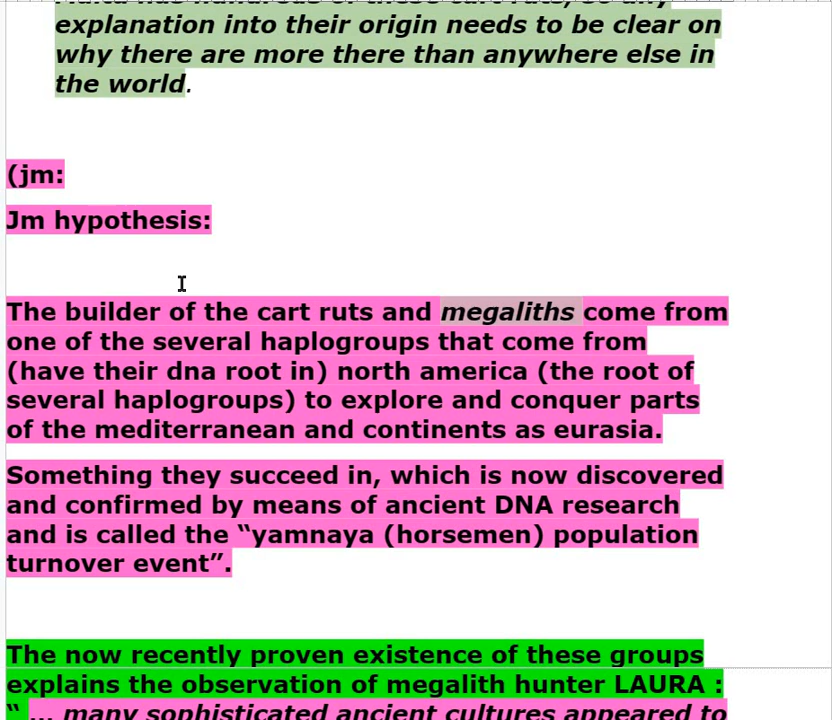 explanation into their origin needs to be clear on
why there are more there than anywhere else in
the world.
(jm:
Jm hypothesis:
The builder of the cart ruts and megaliths come from
one of the several haplogroups that come from
(have their dna root in) north america (the root of
several haplogroups) to explore and conquer parts
of the mediterranean and continents as eurasia.
Something they succeed in, which is now discovered
and confirmed by means of ancient DNA research
and is called the “yamnaya (horsemen) population
turnover event”.
The now recently proven existence of these groups
explains the observation of megalith hunter LAURA :
“ ... many sophisticated ancient cultures appeared to